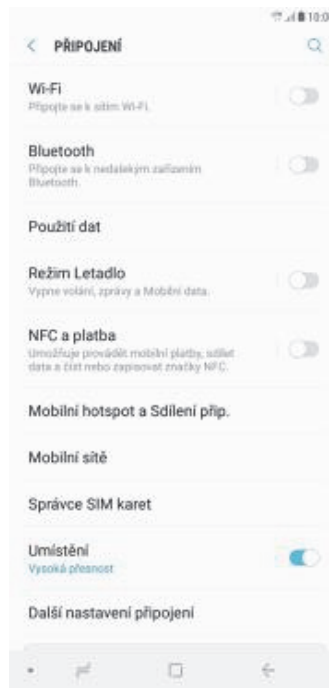 10:0
PŘIPOJENÍ
Wi-Fi
Připojte se k sítím Wi-Fi.
Bluetooth
Připojte se k nedalekým zařízením
Bluetooth.
Použití dat
Režim Letadlo
Vypne volání, zprávy a Mobilní data.
NFC a platba
Umožňuje provádět mobilní platby, sdílet
data a číst nebo zapisovat značky NFC.
Mobilní hotspot a Sdílení přip.
Mobilní sítě
Správce SIM karet
Umístění
Vysoká přesnost
Další nastavení připojení